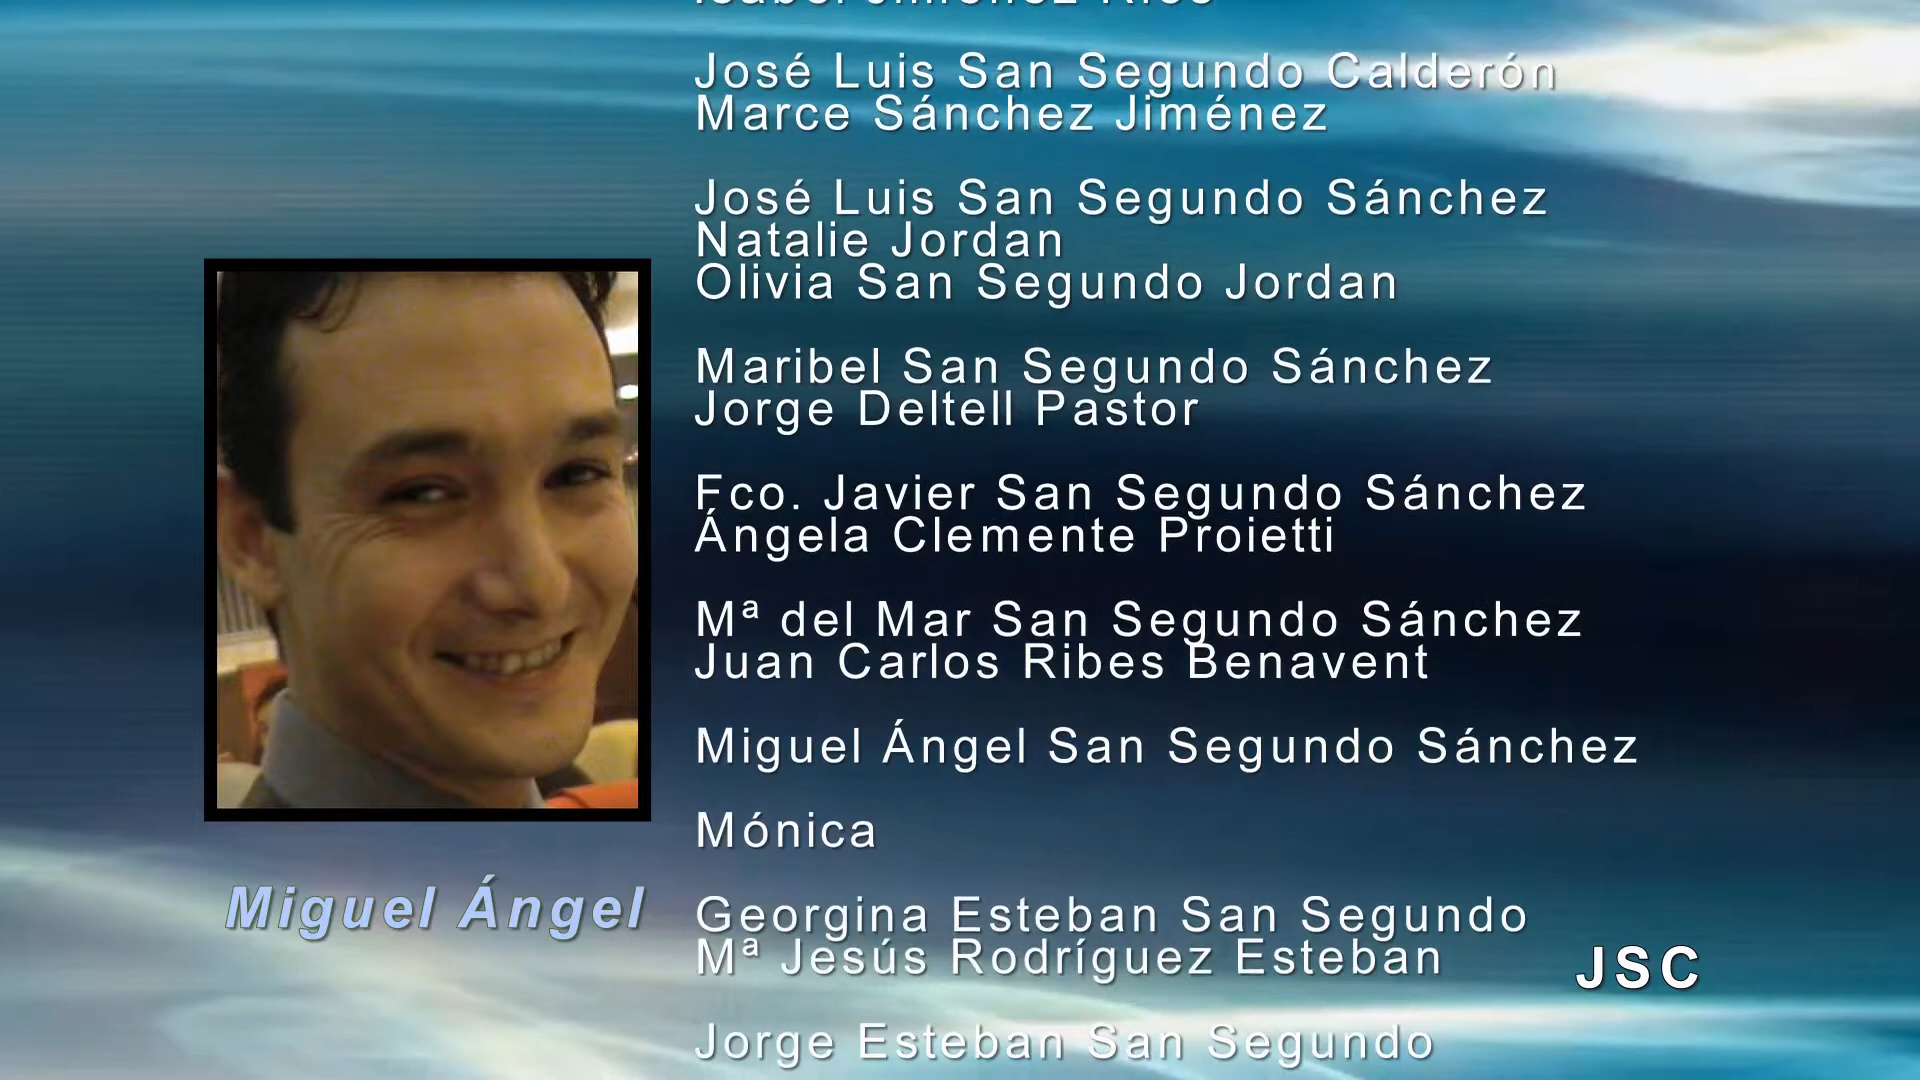 José Luis San Segundo Calderón
Marce Sánchez Jiménez
José Luis San Segundo Sánchez
Natalie Jordan
Olivia San Segundo Jordan
Maribel San Segundo Sánchez
Jorge Deltell Pastor
Fco. Javier San Segundo Sánchez
Ángela Clemente Proietti
Mª del Mar San Segundo Sánchez
Juan Carlos Ribes Benavent
Miguel Ángel San Segundo Sánchez
Mónica
Miguel Ángel
Georgina Esteban San Segundo
Mª Jesús Rodríguez Esteban
JSC
Jorge Esteban San Segundo